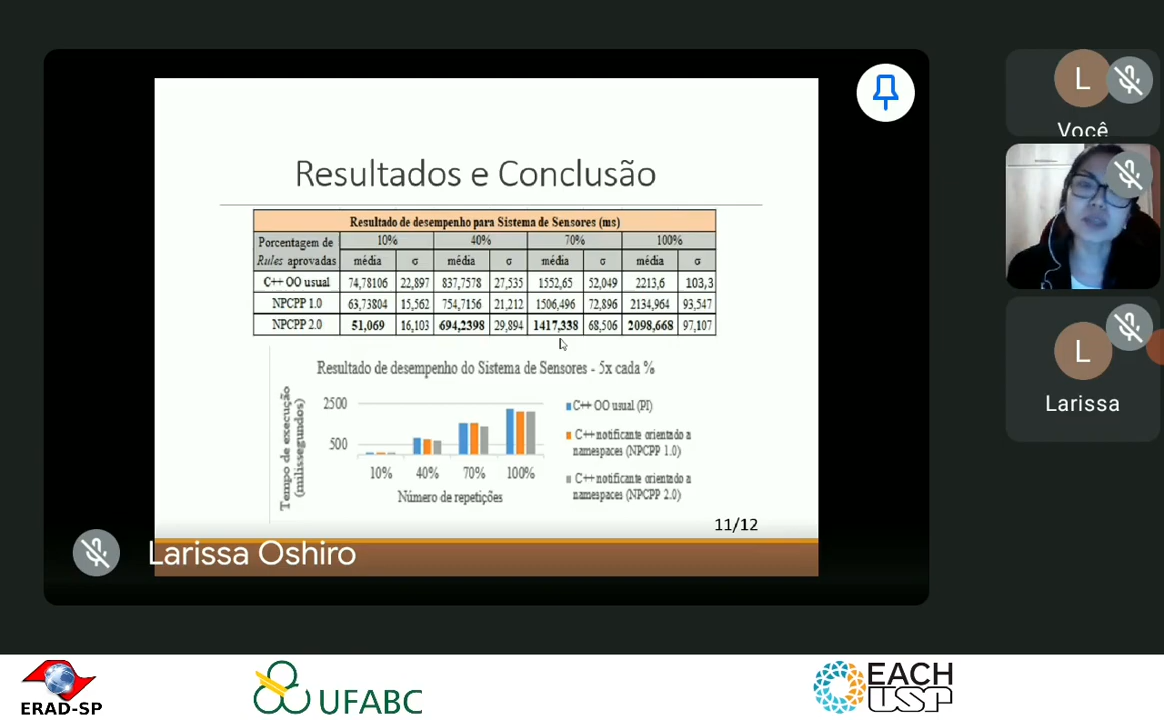 Resultados e Conclusão
Resultado de desempenho para Sistema de Sensores (ms)
Porcentagem de Rules aprovadas 10% 40% 70% 100%
média σ média σ média σ média σ
C++ OO usual 74,78106 22,897 837,7578 27,535 1552,65 52,049 2213,6 103,3
NPCPP 1.0 63,73804 15,562 754,7156 21,212 1506,496 72,896 2134,964 93,547
NPCPP 2.0 51,069 16,103 694,2398 29,894 1417,338 68,506 2098,668 97,107
Resultado de desempenho do Sistema de Sensores - 5x cada %
Tempo de execução
(milissegundos)
2500
500
10% 40% 70% 100%
Número de repetições
C++ OO usual (PI)
C++ notificante orientado a
namespaces (NPCPP 1.0)
C++ notificante orientado a
namespaces (NPCPP 2.0)
11/12
Larissa Oshiro
L
Você
L
Larissa
ERAD-SP
UFABC
EACH
USP